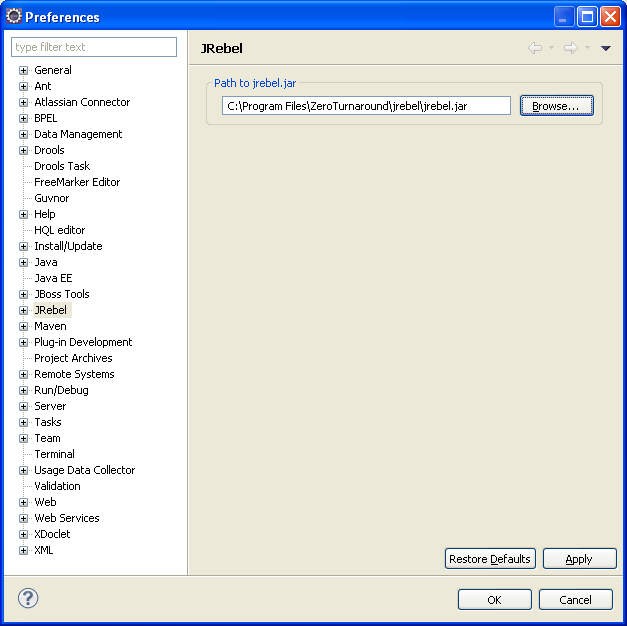 Preferences
type filter text
General
Ant
Atlassian Connector
BPEL
Data Management
Drools
Drools Task
FreeMarker Editor
Guvnor
Help
HQL editor
Install/Update
Java
Java EE
JBoss Tools
JRebel
Maven
Plug-in Development
Project Archives
Remote Systems
Run/Debug
Server
Tasks
Team
Terminal
Usage Data Collector
Validation
Web
Web Services
XDoclet
XML
JRebel
Path to jrebel.jar
C:\Program Files\ZeroTurnaround\jrebel\jrebel.jar
Browse...
Restore Defaults
Apply
?
OK
Cancel